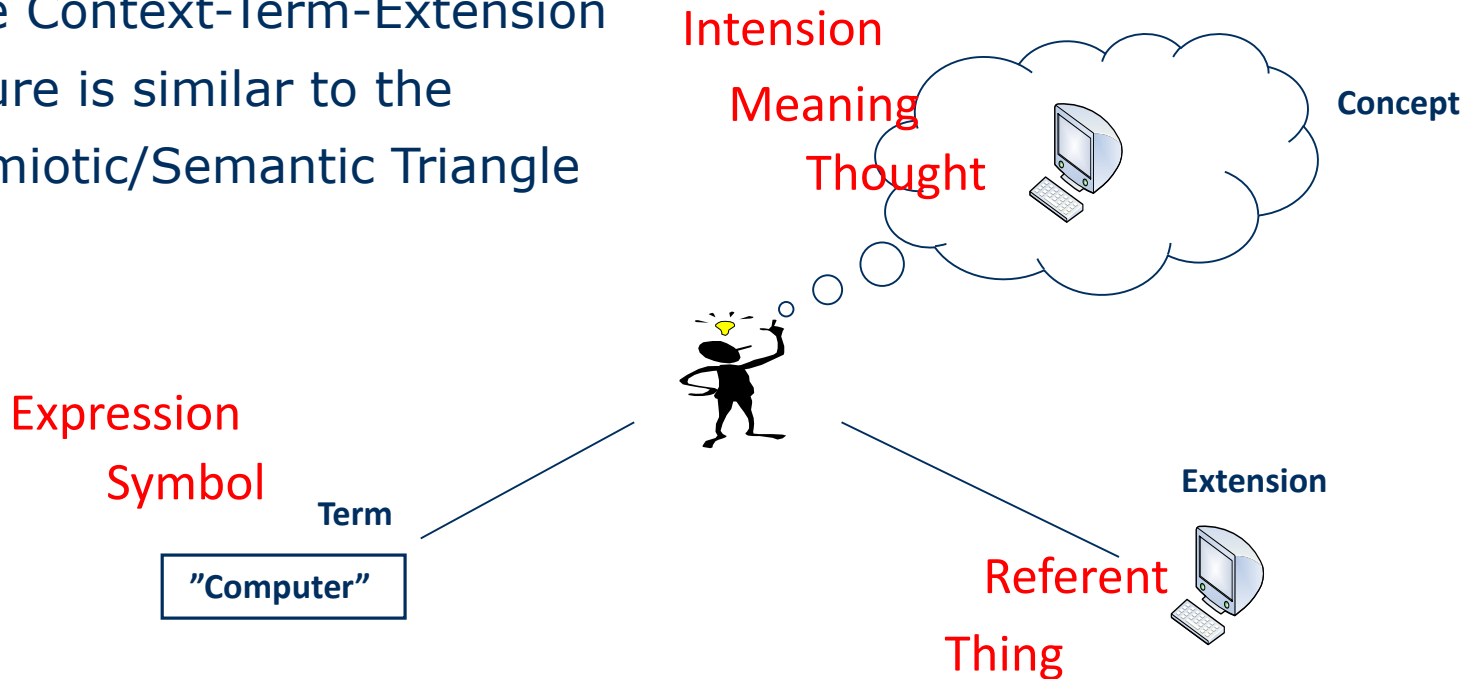 e Context-Term-Extension
ure is similar to the
miotic/Semantic Triangle
Intension
Meaning
Thought
Concept
Expression
Symbol
Term
”Computer”
Extension
Referent
Thing